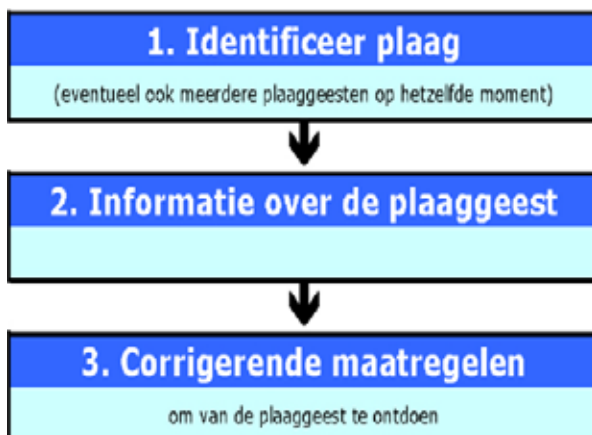 1. Identificeer plaag
(eventueel ook meerdere plaaggeesten op hetzelfde moment)
2. Informatie over de plaaggeest
3. Corrigerende maatregelen
om van de plaaggeest te ontdoen